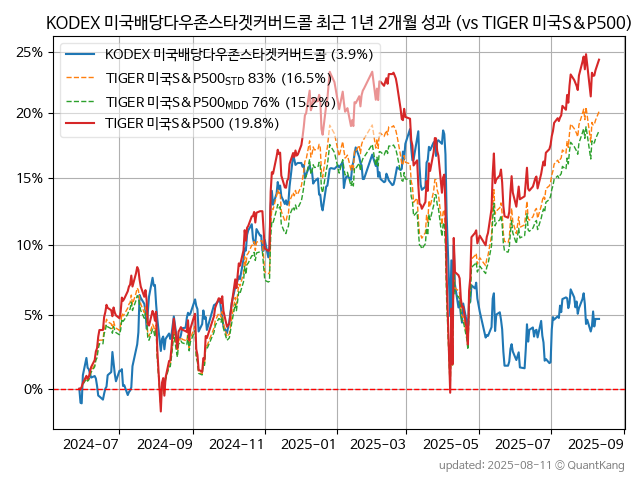 KODEX 미국배당다우존스타겟커버드콜 최근 1년 2개월 성과 (vs TIGER 미국S&P500)
KODEX 미국배당다우존스타겟커버드콜 (3.9%)
TIGER 미국S&P500STD 83% (16.5%)
TIGER 미국S&P500MDD 76% (15.2%)
TIGER 미국S&P500 (19.8%)
25%
20%
15%
10%
5%
0%
2024-07 2024-09 2024-11 2025-01 2025-03 2025-05 2025-07 2025-09
updated: 2025-08-11 © QuantKang